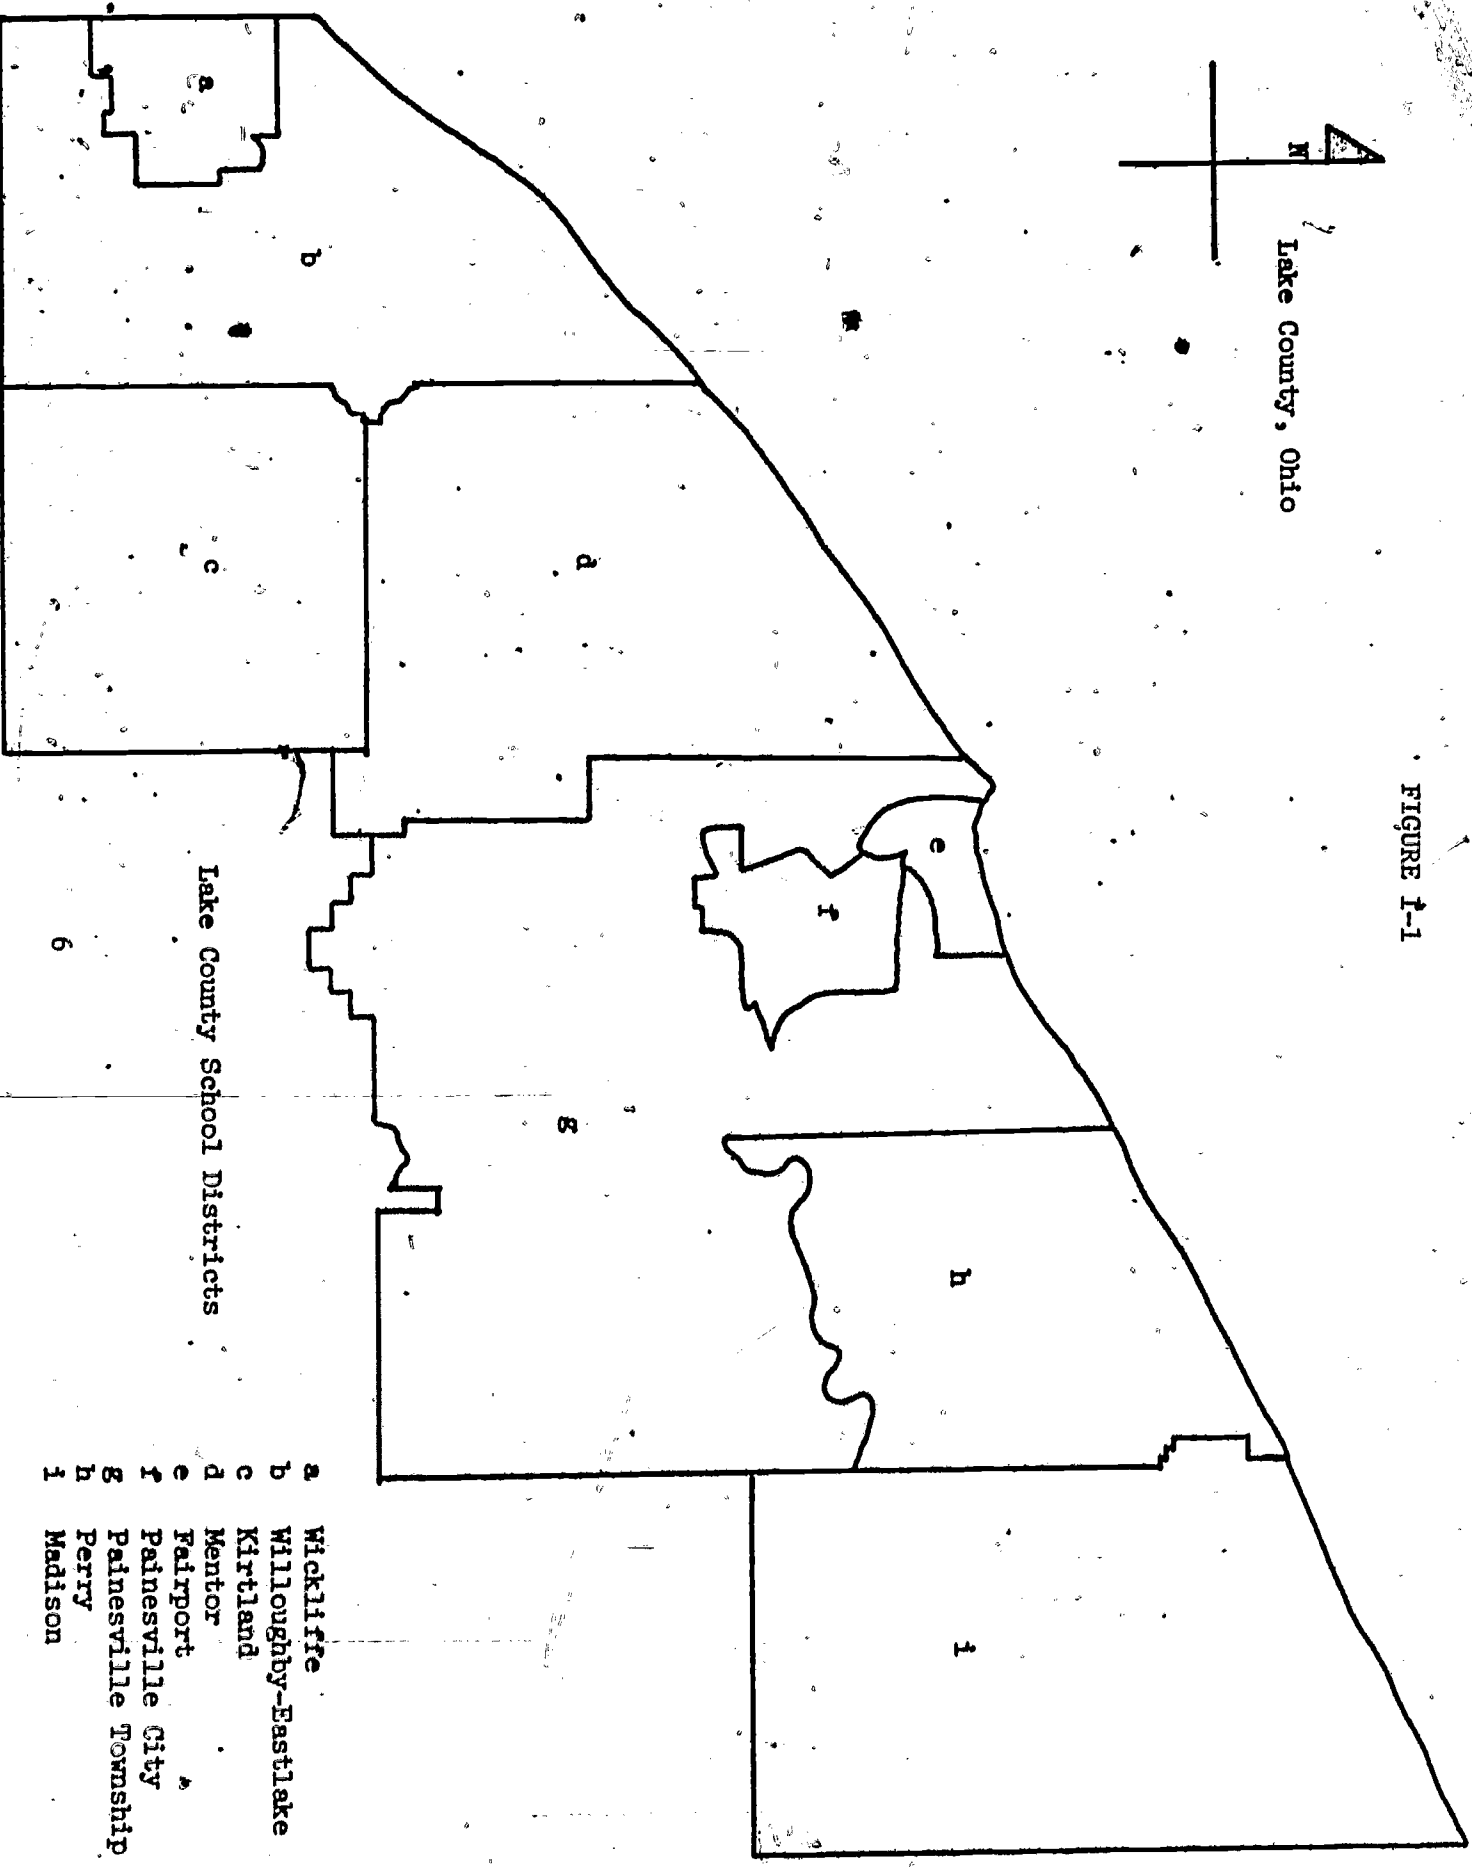 FIGURE I-1
Lake County, Ohio
N
a
b
c
d
e
f
g
h
i
Lake County School Districts
a Wickliffe
b Willoughby-Eastlake
c Kirtland
d Mentor
e Fairport
f Painesville City
g Painesville Township
h Perry
i Madison
6